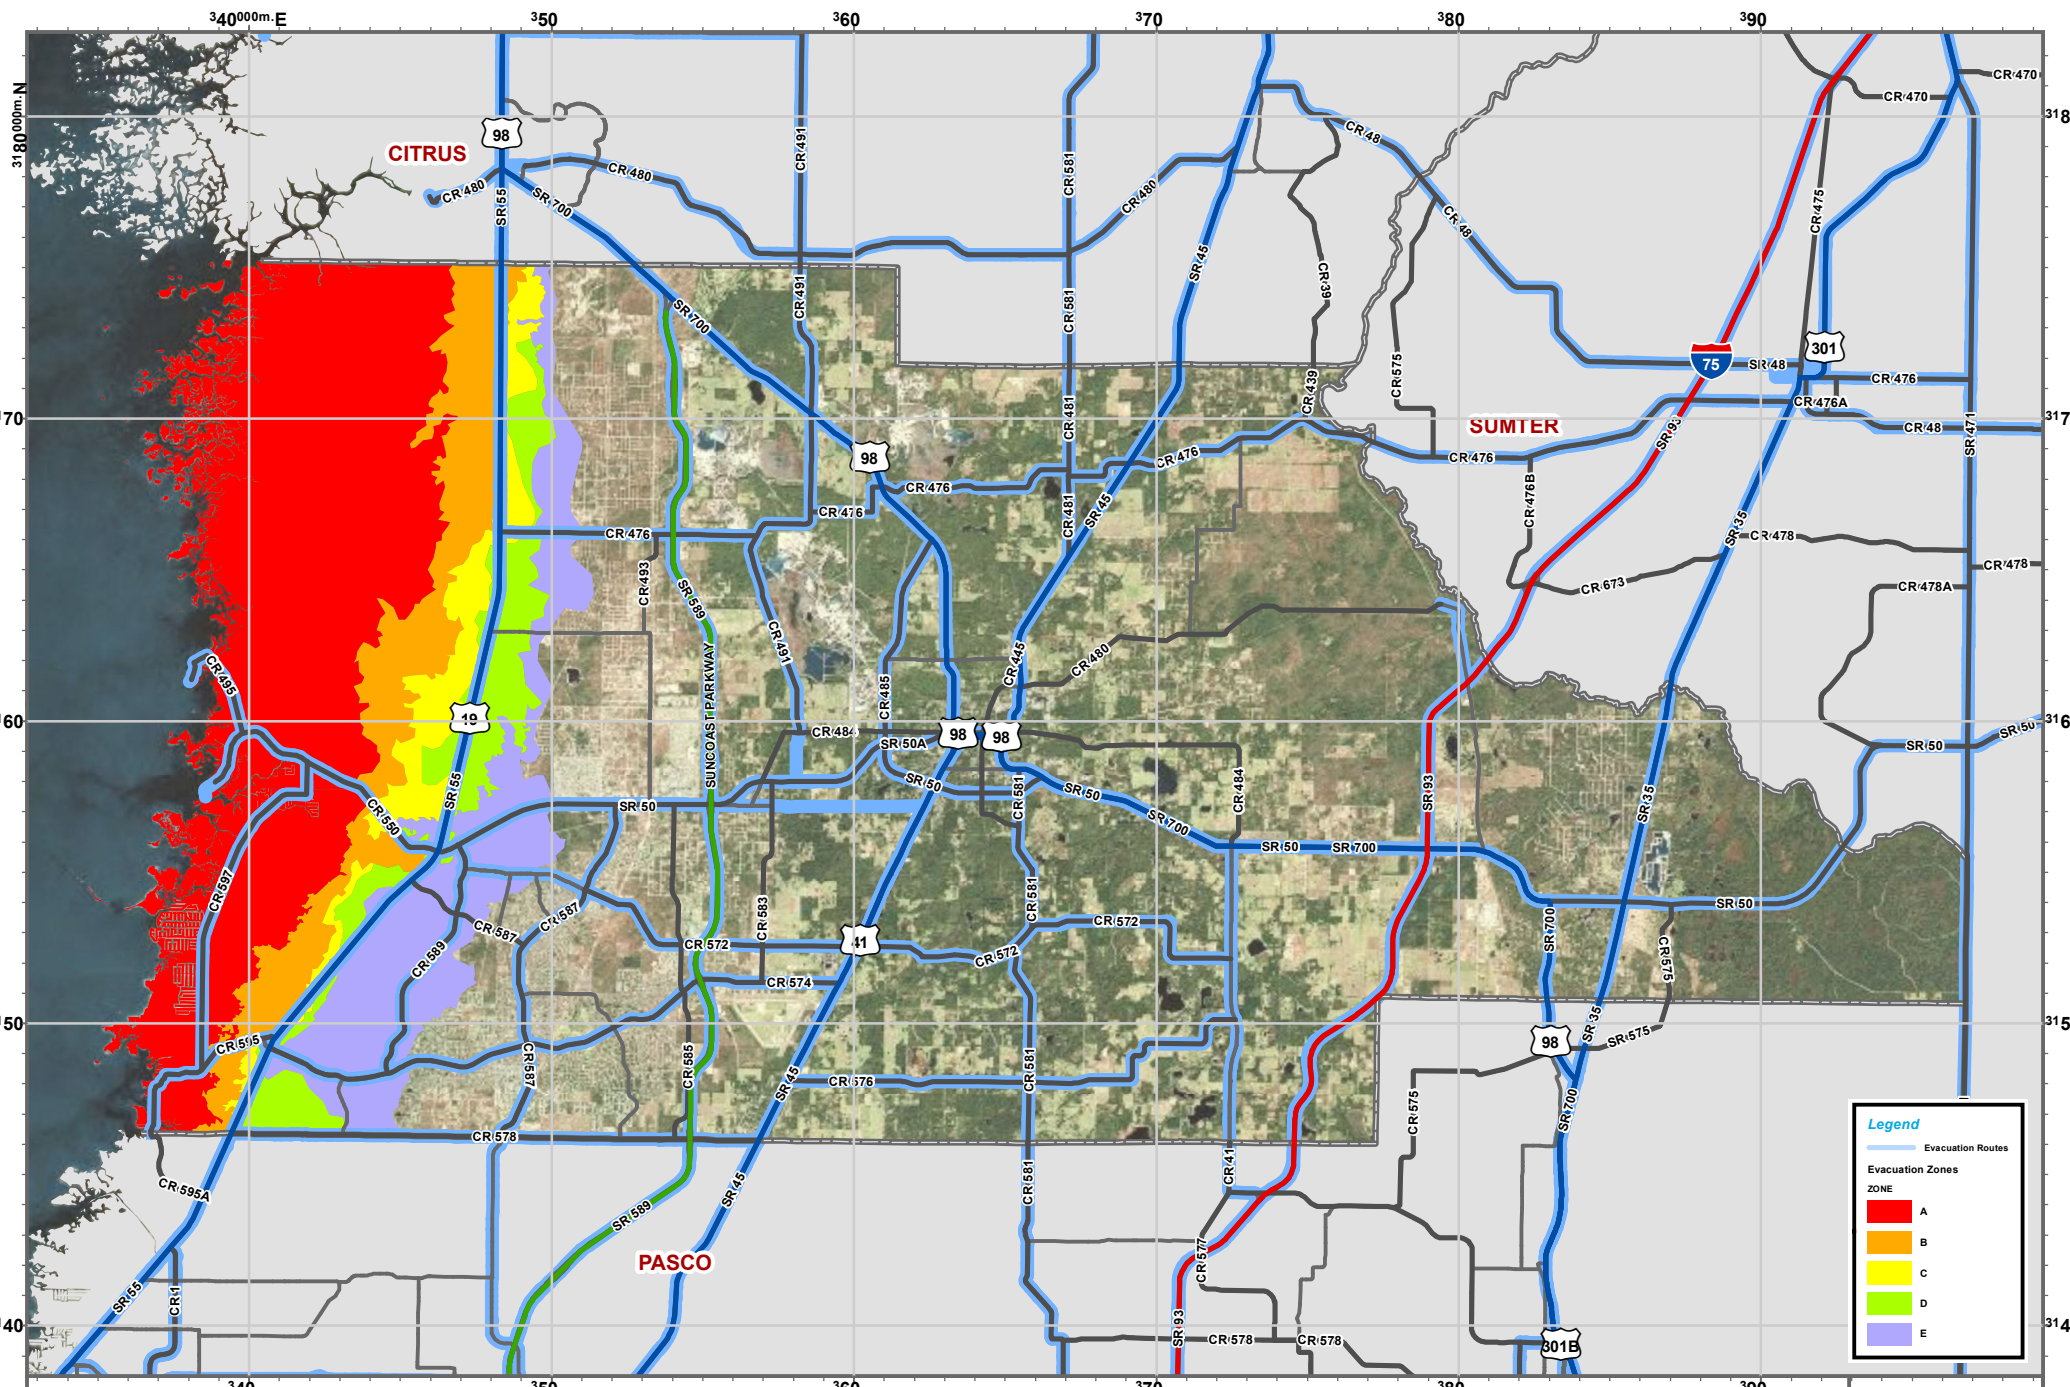 340000m.E
350
360
370
380
390
3180000m.N
318
CR 470
CR 470
98
CITRUS
CR 480
CR 480
SR 55
SR 700
CR 491
CR 581
CR 480
CR 48
CR 48
SR 45
CR 39
CR 475
CR 491
CR 581
SR 700
CR 575
CR 439
75
SR 48
301
CR 476
CR 476A
CR 48
SR 471
70
317
SUMTER
SR 93
98
CR 476
CR 476
CR 476
CR 481
CR 481
CR 476
SR 45
CR 476
CR 476B
SR 35
CR 478
CR 478
CR 478A
CR 673
CR 493
SR 589
CR 491
CR 445
CR 480
CR 495
SUNCOAST PARKWAY
CR 485
19
60
316
CR 484
SR 50A
98
98
SR 50
SR 50
SR 55
SR 50
SR 50
CR 581
SR 50
SR 700
CR 484
SR 93
SR 35
CR 550
SR 50
SR 700
CR 597
CR 587
CR 587
CR 583
CR 581
CR 572
SR 50
SR 700
CR 589
CR 572
41
CR 572
CR 574
CR 575
50
315
CR 595
98
SR 35
SR 575
CR 587
CR 585
SR 45
CR 576
CR 581
CR 575
SR 700
CR 578
CR 595A
SR 589
SR 45
CR 581
CR 41
PASCO
CR 577
SR 55
CR 1
SR 93
CR 578
CR 578
301B
40
314
Legend
Evacuation Routes
Evacuation Zones
ZONE
A
B
C
D
E